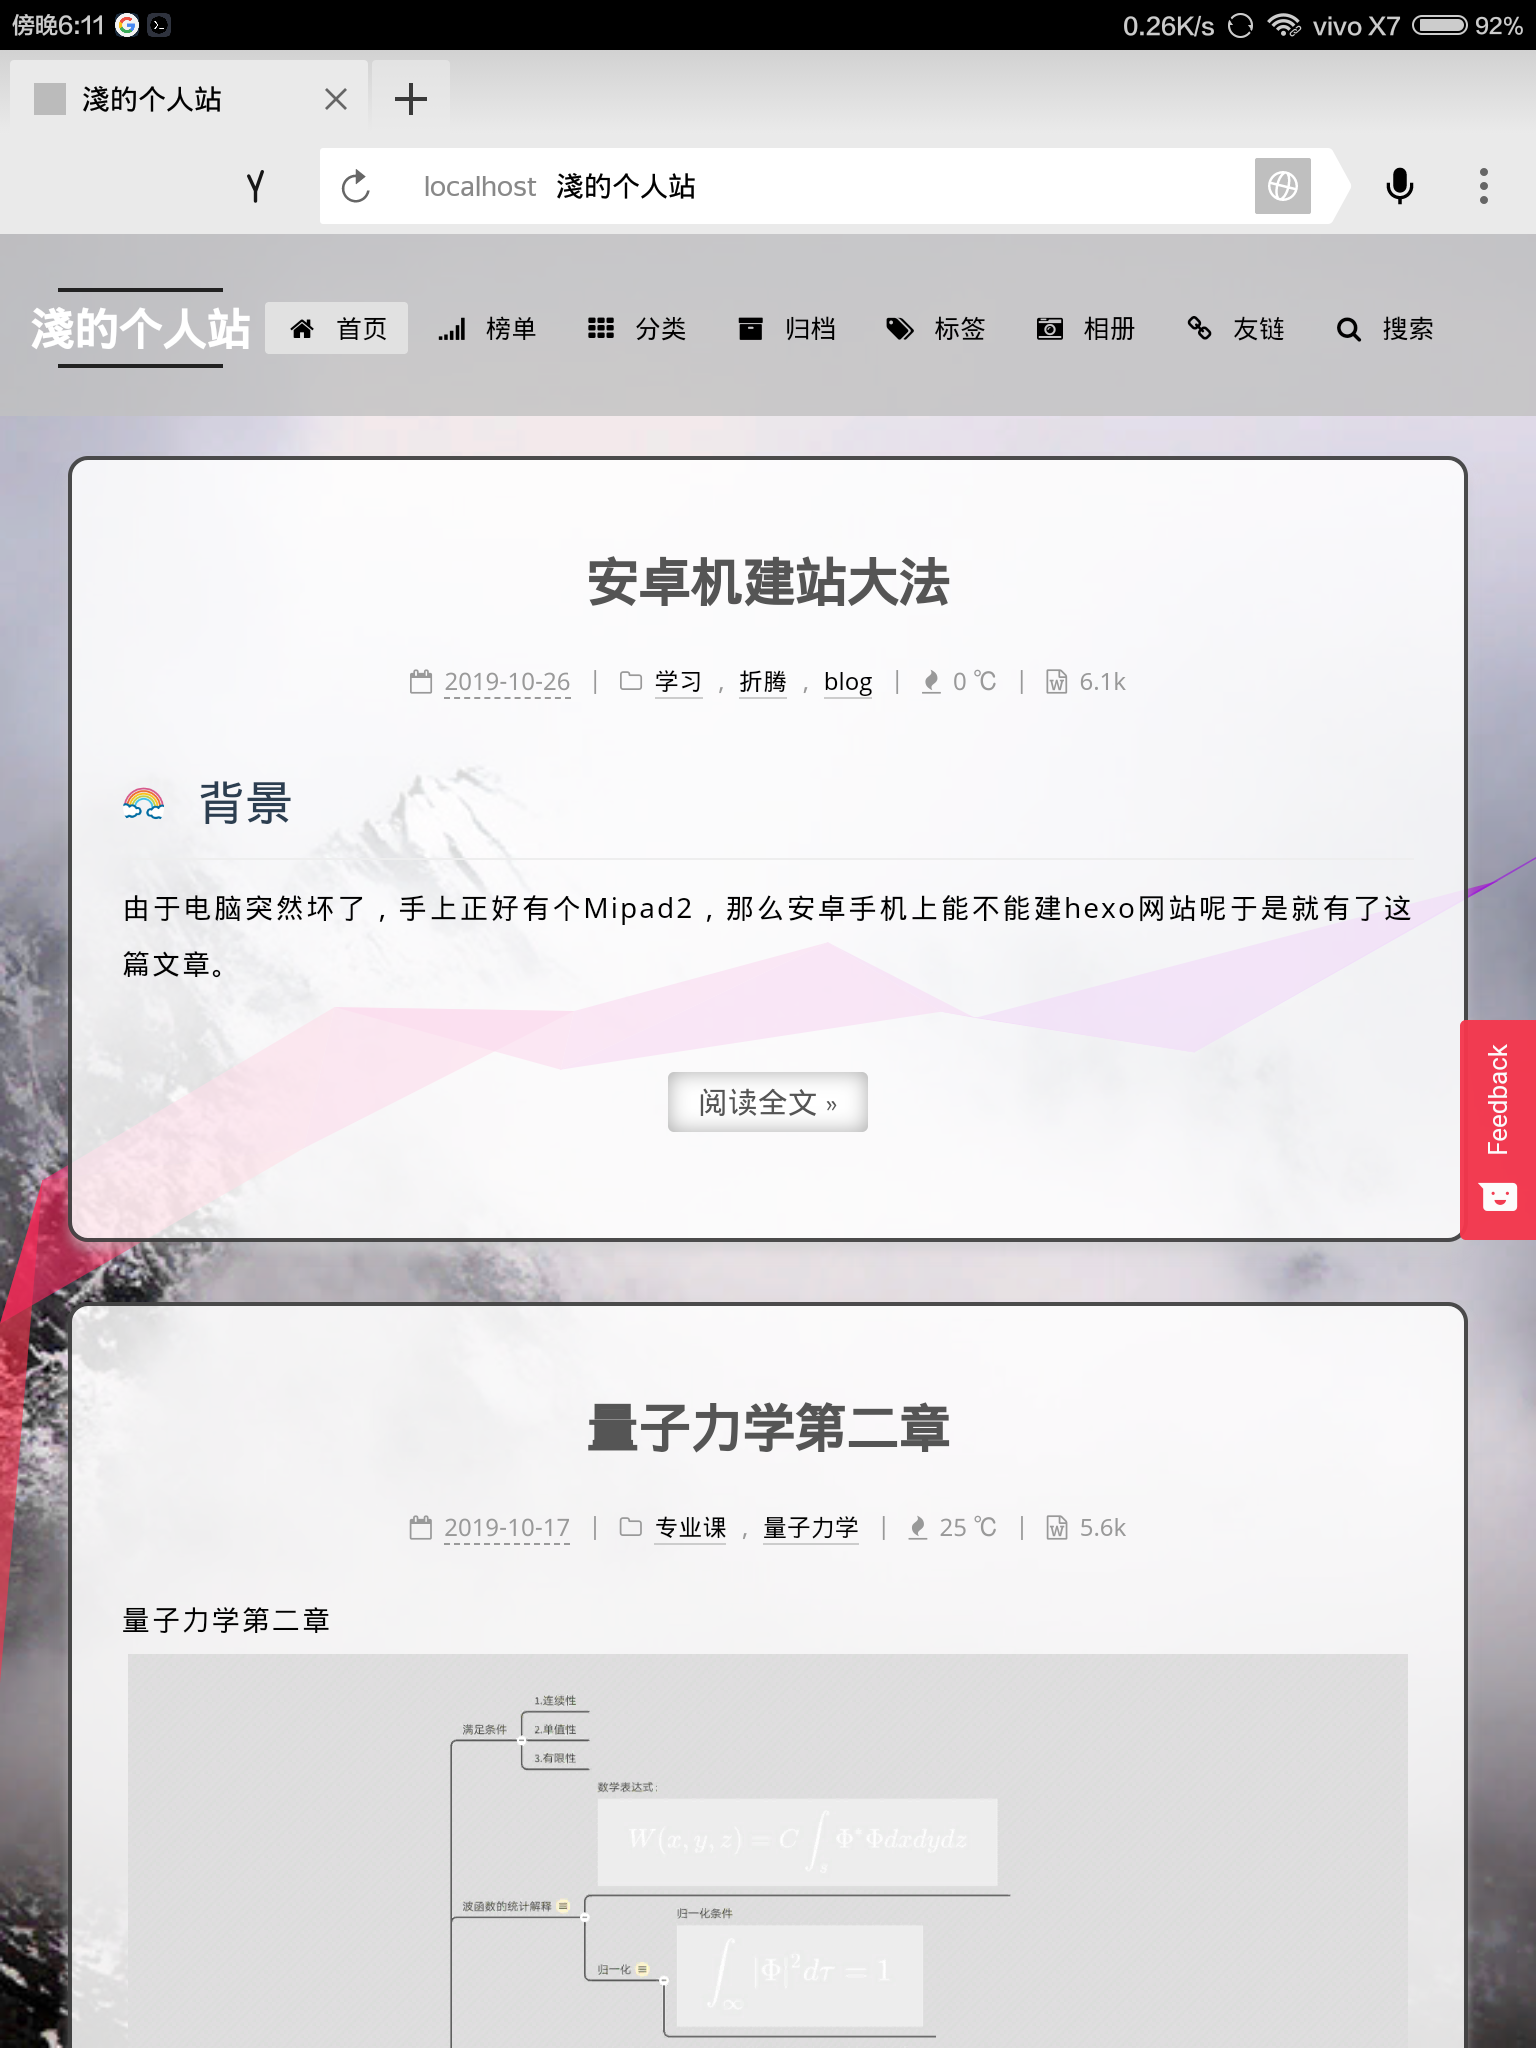 傍晚6:11
0.26K/s vivo X7 92%
淺的个人站
localhost 淺的个人站
淺的个人站 首页 榜单 分类 归档 标签 相册 友链 搜索
安卓机建站大法
2019-10-26 | 学习 , 折腾 , blog | 0 ℃ | 6.1k
背景
由于电脑突然坏了，手上正好有个Mipad2，那么安卓手机上能不能建hexo网站呢于是就有了这
篇文章。
阅读全文 »
Feedback
量子力学第二章
2019-10-17 | 专业课 , 量子力学 | 25 ℃ | 5.6k
量子力学第二章
1.连续性
满足条件
2.单值性
3.有限性
数学表达式：
W(x, y, z) = C ∫_s Φ*Φdxdydz
波函数的统计解释
归一化条件
归一化
∫_∞ |Φ|²dτ = 1